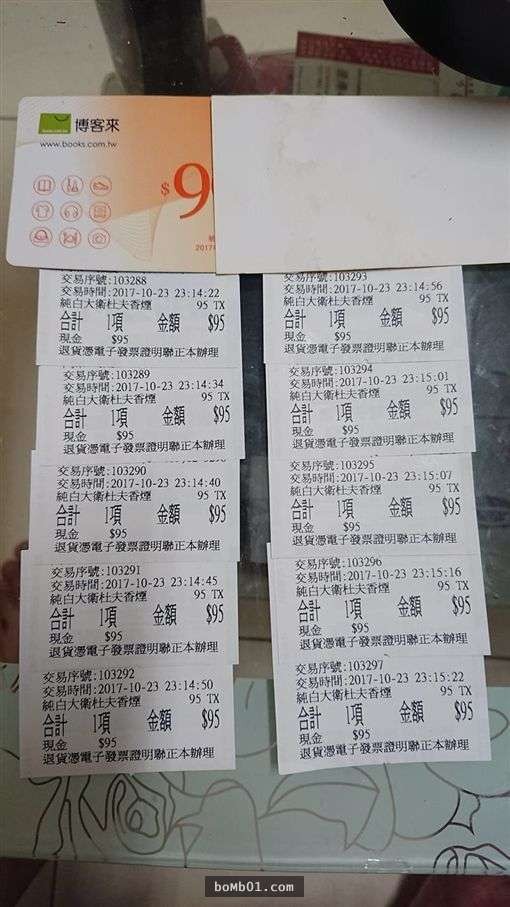 博客來
www.books.com.tw
$9
2017
交易序號:103288
交易時間:2017-10-23 23:14:22
純白大衛杜夫香煙 95 TX
合計 1項 金額 $95
現金 $95
退貨憑電子發票證明聯正本辦理
交易序號:103289
交易時間:2017-10-23 23:14:34
純白大衛杜夫香煙 95 TX
合計 1項 金額 $95
現金 $95
退貨憑電子發票證明聯正本辦理
交易序號:103290
交易時間:2017-10-23 23:14:40
純白大衛杜夫香煙 95 TX
合計 1項 金額 $95
現金 $95
退貨憑電子發票證明聯正本辦理
交易序號:103291
交易時間:2017-10-23 23:14:45
純白大衛杜夫香煙 95 TX
合計 1項 金額 $95
現金 $95
退貨憑電子發票證明聯正本辦理
交易序號:103292
交易時間:2017-10-23 23:14:50
純白大衛杜夫香煙 95 TX
合計 1項 金額 $95
現金 $95
退貨憑電子發票證明聯正本辦理
交易序號:103293
交易時間:2017-10-23 23:14:56
純白大衛杜夫香煙 95 TX
合計 1項 金額 $95
現金 $95
退貨憑電子發票證明聯正本辦理
交易序號:103294
交易時間:2017-10-23 23:15:01
純白大衛杜夫香煙 95 TX
合計 1項 金額 $95
現金 $95
退貨憑電子發票證明聯正本辦理
交易序號:103295
交易時間:2017-10-23 23:15:07
純白大衛杜夫香煙 95 TX
合計 1項 金額 $95
現金 $95
退貨憑電子發票證明聯正本辦理
交易序號:103296
交易時間:2017-10-23 23:15:16
純白大衛杜夫香煙 95 TX
合計 1項 金額 $95
現金 $95
退貨憑電子發票證明聯正本辦理
交易序號:103297
交易時間:2017-10-23 23:15:22
純白大衛杜夫香煙 95 TX
合計 1項 金額 $95
現金 $95
退貨憑電子發票證明聯正本辦理
boMb01.com